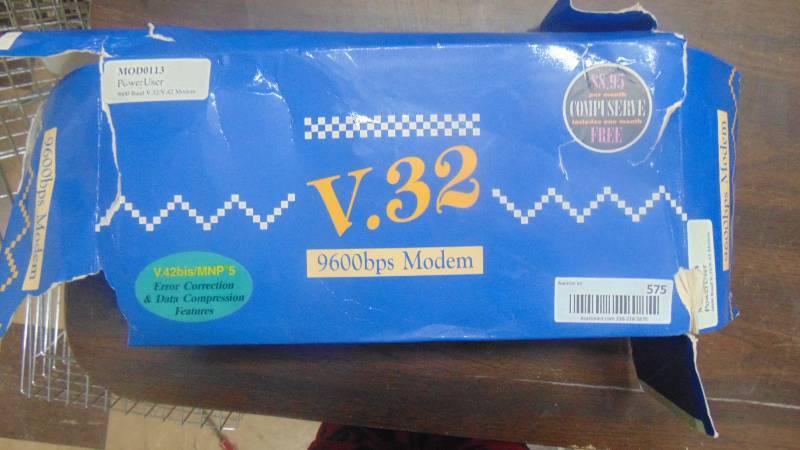 MOD0113
PowerUser
9600 Baud V.32/V.42 Modem
$8.95
per month
COMPUSERVE
includes one month
FREE
9600bps Modem
V.32
9600bps Modem
V.42bis/MNP 5
Error Correction
& Data Compression
Features
575
9600bps Modem
PowerUser